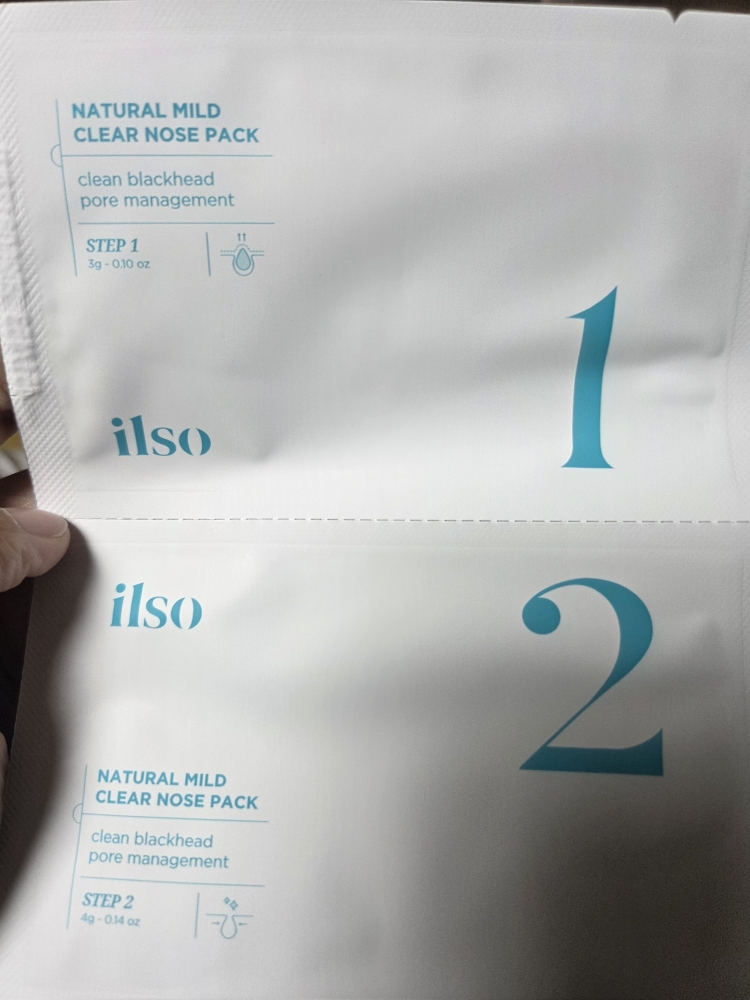 NATURAL MILD
CLEAR NOSE PACK
clean blackhead
pore management
STEP 1
3g - 0.10 oz
1
ilso
ilso
2
NATURAL MILD
CLEAR NOSE PACK
clean blackhead
pore management
STEP 2
4g - 0.14 oz